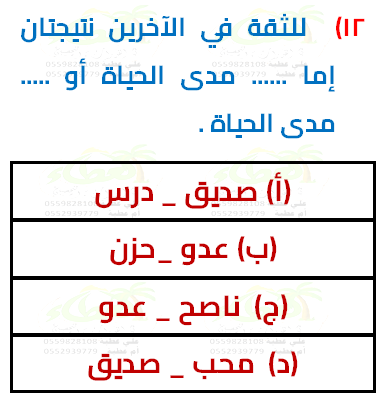 ١٢) للثقة في الآخرين نتيجتان
إما ...... مدى الحياة أو .....
مدى الحياة .
(أ) صديق _ درس
(ب) عدو _حزن
(ج) ناصح _ عدو
(د) محب _ صديق